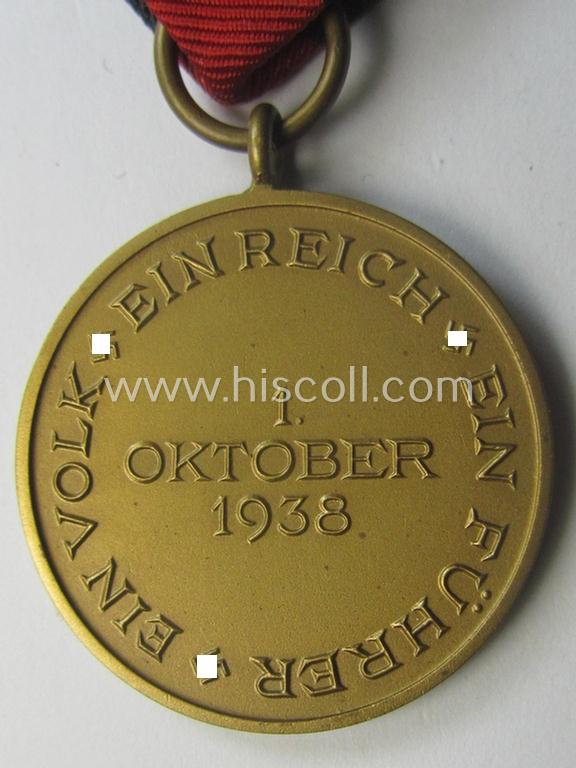 EIN VOLK EIN REICH EIN FÜHRER
1.
OKTOBER
1938
www.hiscoll.com